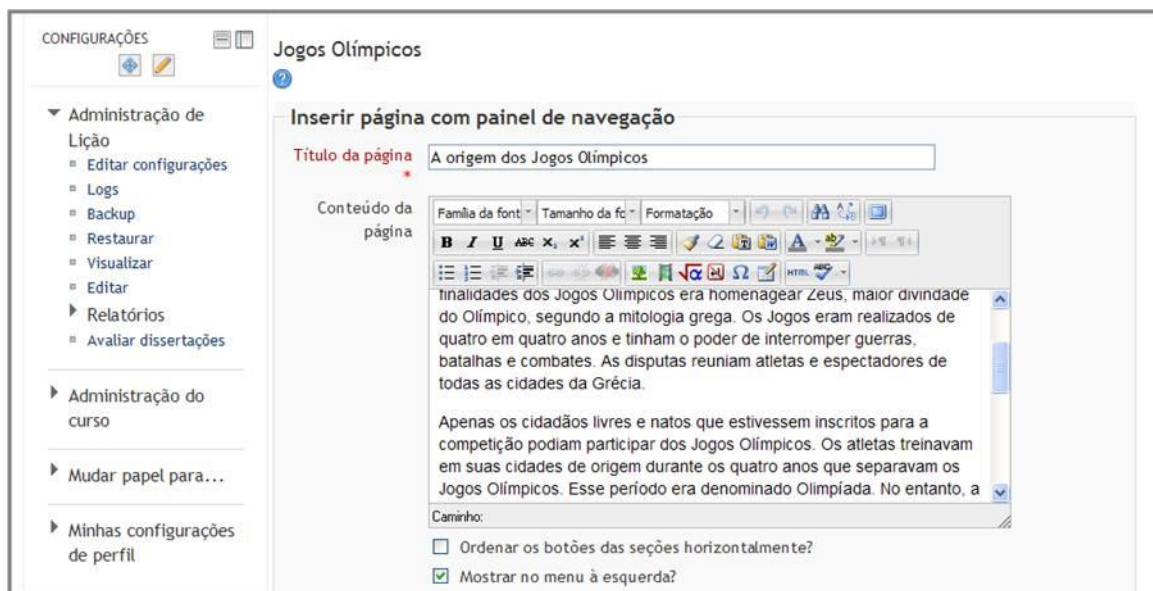 CONFIGURAÇÕES
Administração de
Lição
Editar configurações
Logs
Backup
Restaurar
Visualizar
Editar
Relatórios
Avaliar dissertações
Administração do
curso
Mudar papel para...
Minhas configurações
de perfil
Jogos Olímpicos
Inserir página com painel de navegação
Título da página *
A origem dos Jogos Olímpicos
Conteúdo da
página
Família da font Tamanho da fo Formatação
B I U ABC X₂ X²
HTML ABC
finalidades dos Jogos Olímpicos era homenagear Zeus, maior divindade
do Olímpico, segundo a mitologia grega. Os Jogos eram realizados de
quatro em quatro anos e tinham o poder de interromper guerras,
batalhas e combates. As disputas reuniam atletas e espectadores de
todas as cidades da Grécia.
Apenas os cidadãos livres e natos que estivessem inscritos para a
competição podiam participar dos Jogos Olímpicos. Os atletas treinavam
em suas cidades de origem durante os quatro anos que separavam os
Jogos Olímpicos. Esse período era denominado Olimpíada. No entanto, a
Caminho:
Ordenar os botões das seções horizontalmente?
Mostrar no menu à esquerda?